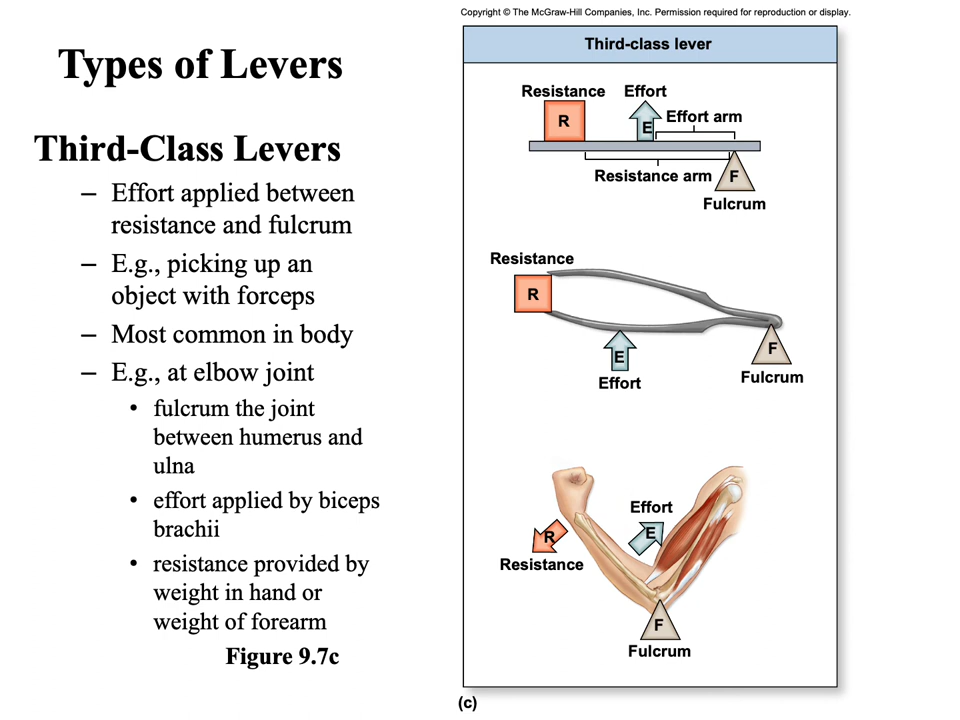 Copyright © The McGraw-Hill Companies, Inc. Permission required for reproduction or display.
Types of Levers
Third-Class Levers
– Effort applied between
resistance and fulcrum
– E.g., picking up an
object with forceps
– Most common in body
– E.g., at elbow joint
• fulcrum the joint
between humerus and
ulna
• effort applied by biceps
brachii
• resistance provided by
weight in hand or
weight of forearm
Figure 9.7c
Third-class lever
Resistance Effort
R
E
Effort arm
Resistance arm
F
Fulcrum
Resistance
R
E
Effort
F
Fulcrum
Effort
E
R
Resistance
F
Fulcrum
(c)